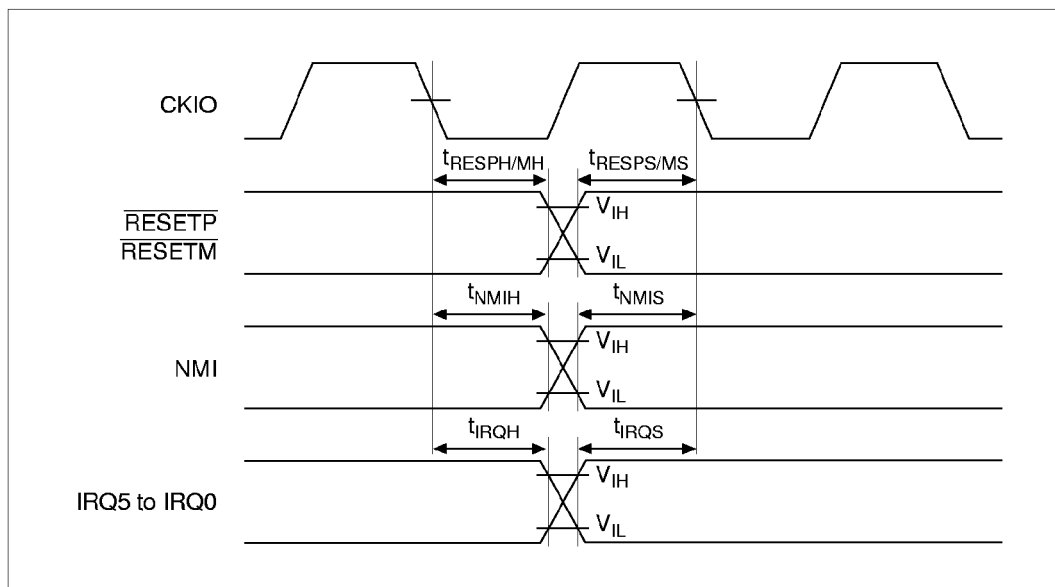 CKIO
tRESPH/MH tRESPS/MS
RESETP
RESETM
VIH
VIL
tNMIH tNMIS
NMI
VIH
VIL
tIRQH tIRQS
IRQ5 to IRQ0
VIH
VIL